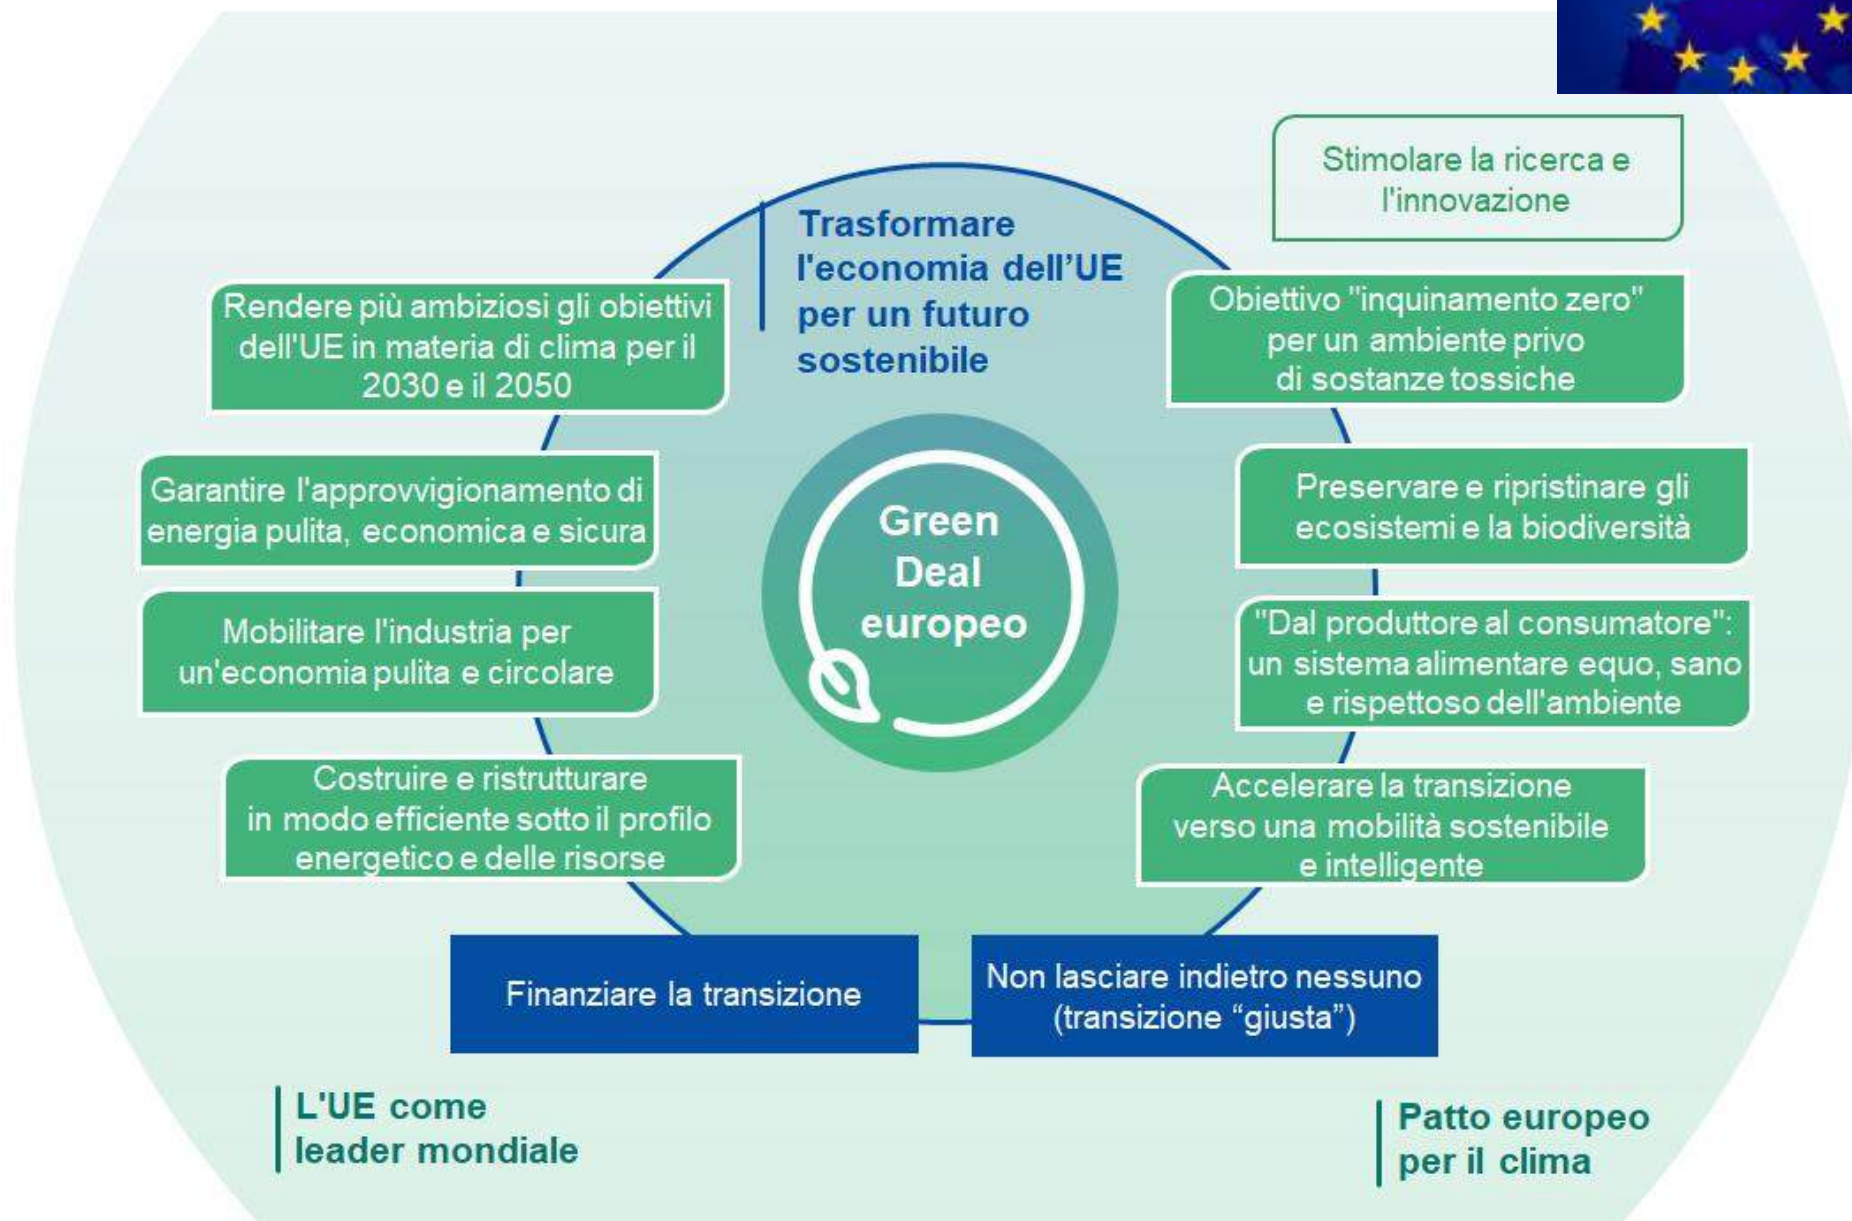 Stimolare la ricerca e
l'innovazione
Trasformare
l'economia dell’UE
per un futuro
sostenibile
Rendere più ambiziosi gli obiettivi
dell'UE in materia di clima per il
2030 e il 2050
Obiettivo "inquinamento zero"
per un ambiente privo
di sostanze tossiche
Garantire l'approvvigionamento di
energia pulita, economica e sicura
Preservare e ripristinare gli
ecosistemi e la biodiversità
Green
Deal
europeo
Mobilitare l'industria per
un'economia pulita e circolare
"Dal produttore al consumatore":
un sistema alimentare equo, sano
e rispettoso dell'ambiente
Costruire e ristrutturare
in modo efficiente sotto il profilo
energetico e delle risorse
Accelerare la transizione
verso una mobilità sostenibile
e intelligente
Finanziare la transizione
Non lasciare indietro nessuno
(transizione “giusta”)
L'UE come
leader mondiale
Patto europeo
per il clima